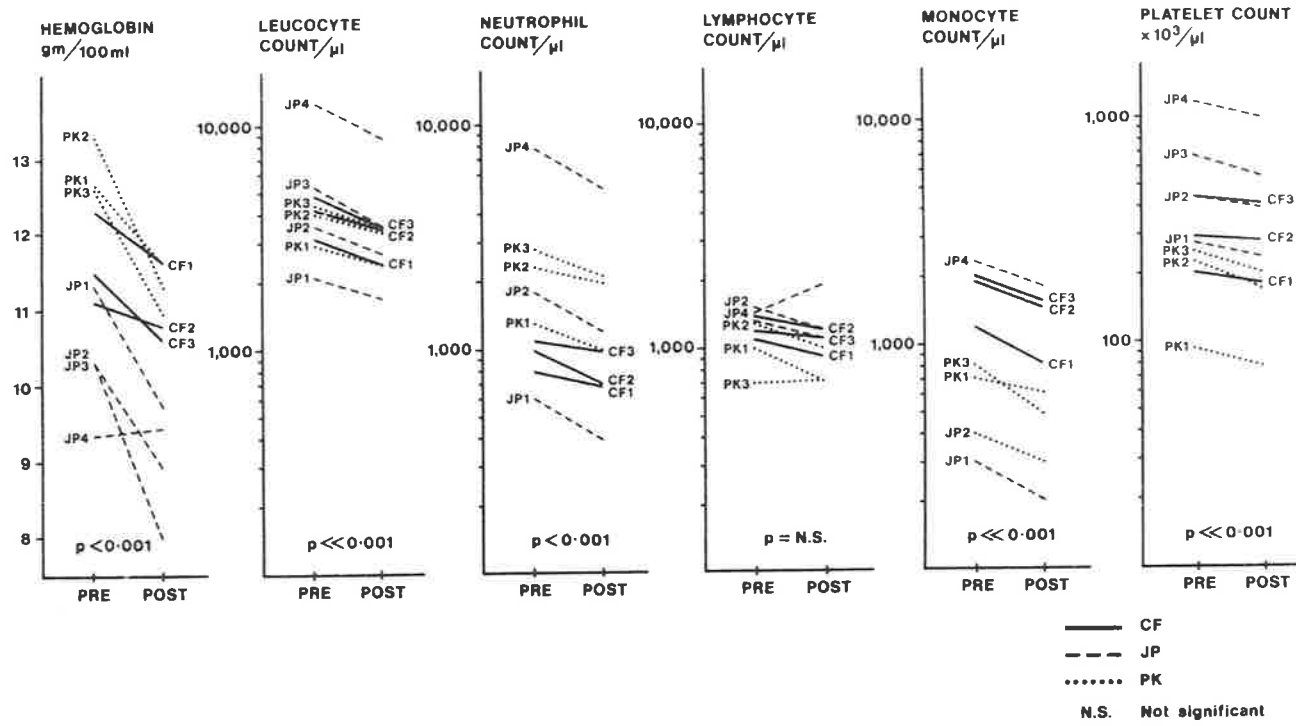 HEMOGLOBIN
gm/100ml
13
12
11
10
9
8
PK2
PK1
PK3
JP1
JP2
JP3
JP4
CF1
CF2
CF3
p<0·001
PRE POST
LEUCOCYTE
COUNT/µl
10,000
1,000
JP4
JP3
PK3
PK2
JP2
PK1
JP1
CF3
CF2
CF1
p<<0·001
PRE POST
NEUTROPHIL
COUNT/µl
10,000
1,000
JP4
PK3
PK2
JP2
PK1
JP1
CF3
CF2
CF1
p<0·001
PRE POST
LYMPHOCYTE
COUNT/µl
10,000
1,000
JP2
JP4
PK2
PK1
PK3
CF2
CF3
CF1
p = N.S.
PRE POST
MONOCYTE
COUNT/µl
10,000
1,000
JP4
PK3
PK1
JP2
JP1
CF3
CF2
CF1
p<<0·001
PRE POST
PLATELET COUNT
×10³/µl
1,000
100
JP4
JP3
JP2
JP1
PK3
PK2
PK1
CF3
CF2
CF1
p<<0·001
PRE POST
CF
JP
PK
N.S. Not significant